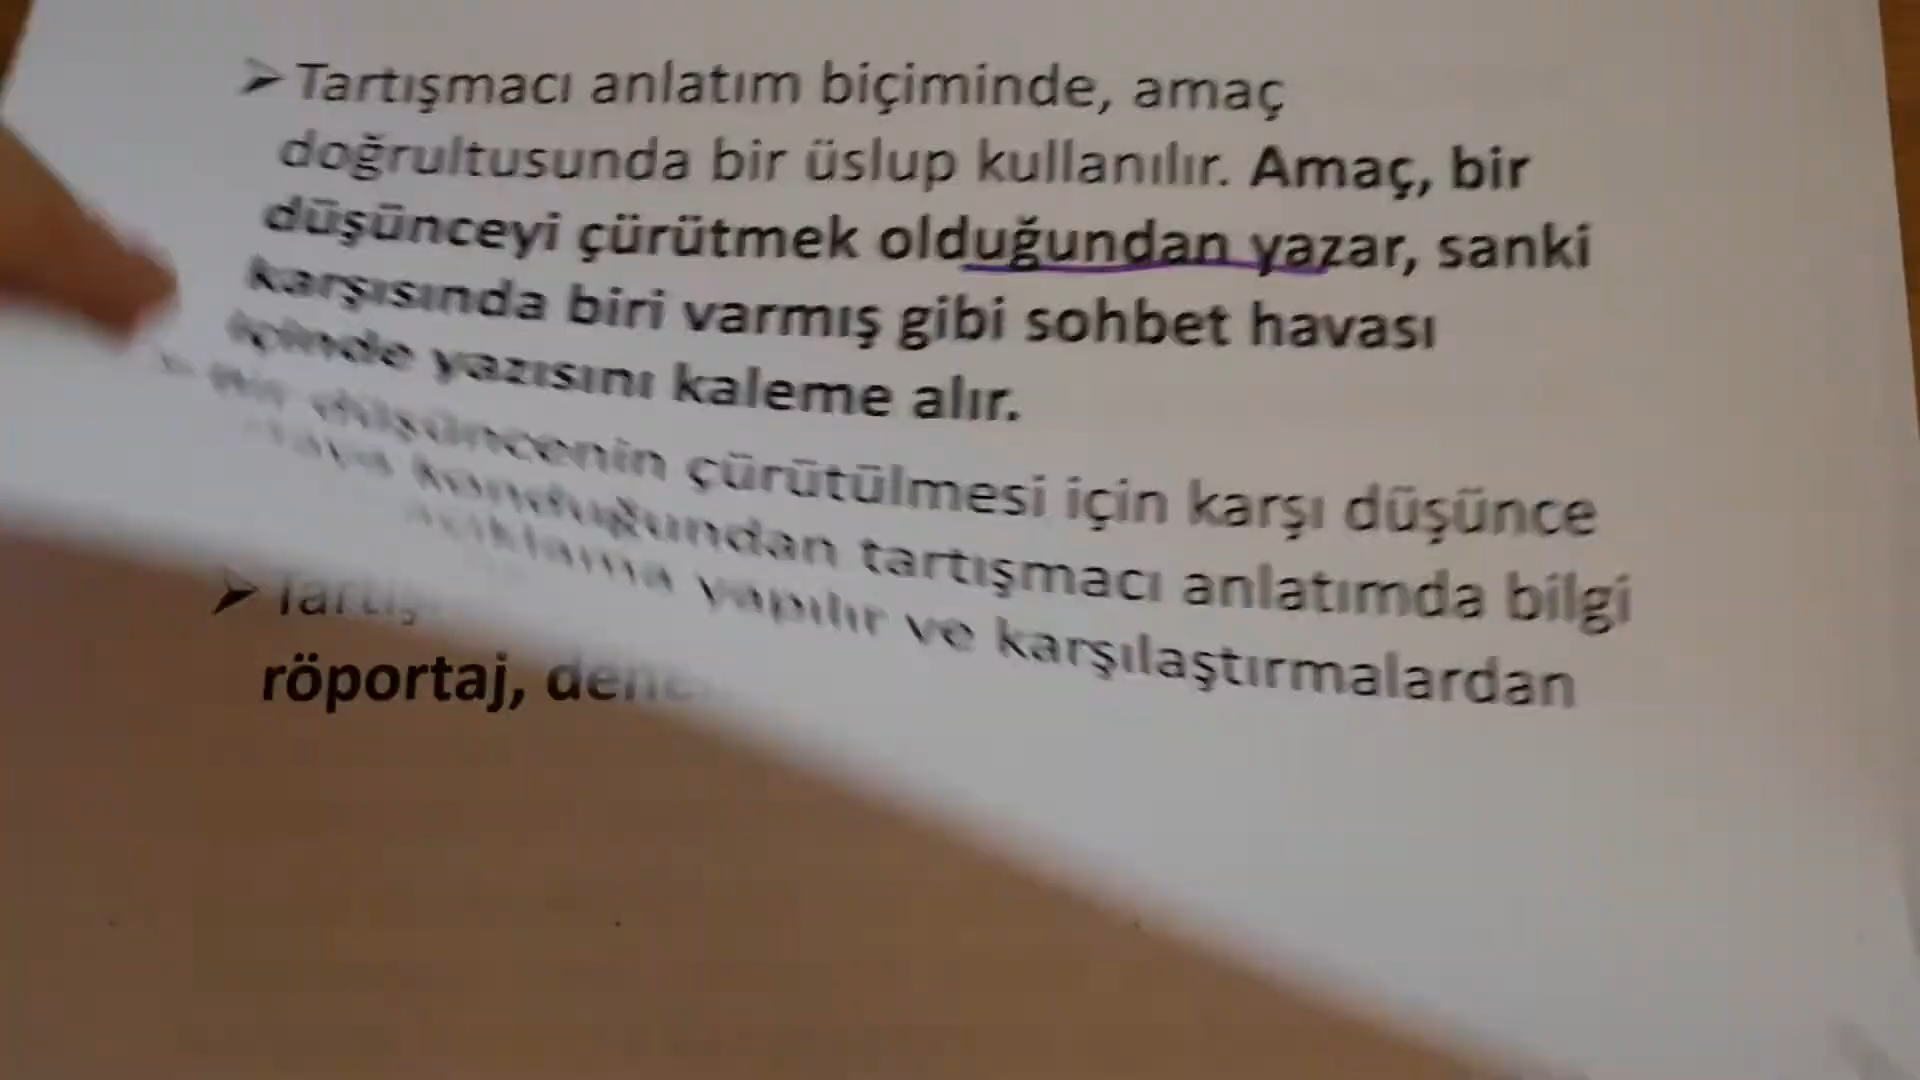 ➤Tartışmacı anlatım biçiminde, amaç
doğrultusunda bir üslup kullanılır. Amaç, bir
düşünceyi çürütmek olduğundan yazar, sanki
karşısında biri varmış gibi sohbet havası
içinde yazısını kaleme alır.
Bir düşüncenin çürütülmesi için karşı düşünce
konduğundan tartışmacı anlatımda bilgi
açıklama yapılır ve karşılaştırmalardan
➤
röportaj,